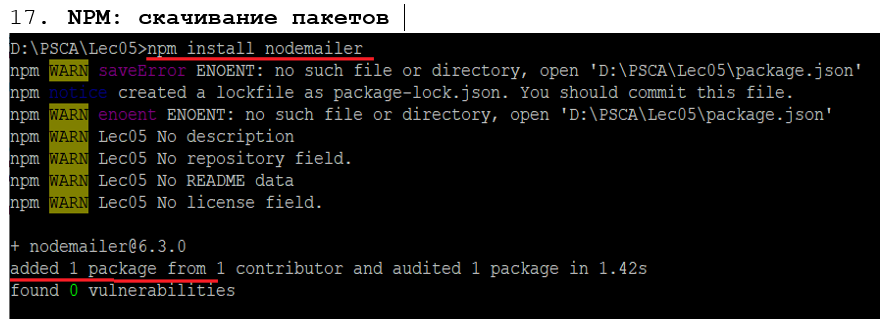 17. NPM: скачивание пакетов
D:\PSCA\Lec05>npm install nodemailer
npm WARN saveError ENOENT: no such file or directory, open 'D:\PSCA\Lec05\package.json'
npm notice created a lockfile as package-lock.json. You should commit this file.
npm WARN enoent ENOENT: no such file or directory, open 'D:\PSCA\Lec05\package.json'
npm WARN Lec05 No description
npm WARN Lec05 No repository field.
npm WARN Lec05 No README data
npm WARN Lec05 No license field.
+ nodemailer@6.3.0
added 1 package from 1 contributor and audited 1 package in 1.42s
found 0 vulnerabilities